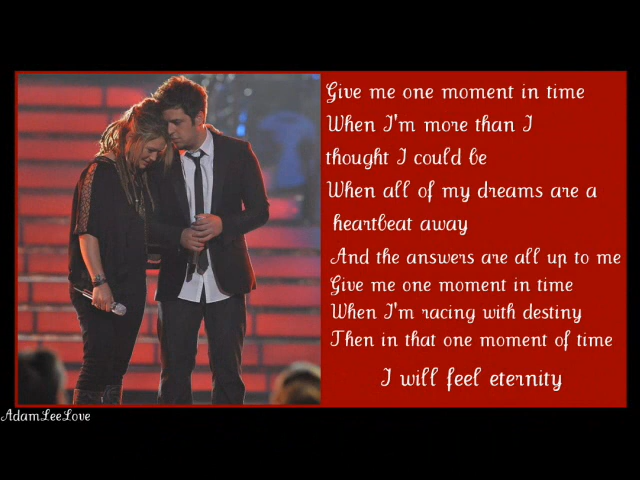 Give me one moment in time
When I'm more than I
thought I could be
When all of my dreams are a
heartbeat away
And the answers are all up to me
Give me one moment in time
When I'm racing with destiny
Then in that one moment of time
I will feel eternity
AdamLeeLove